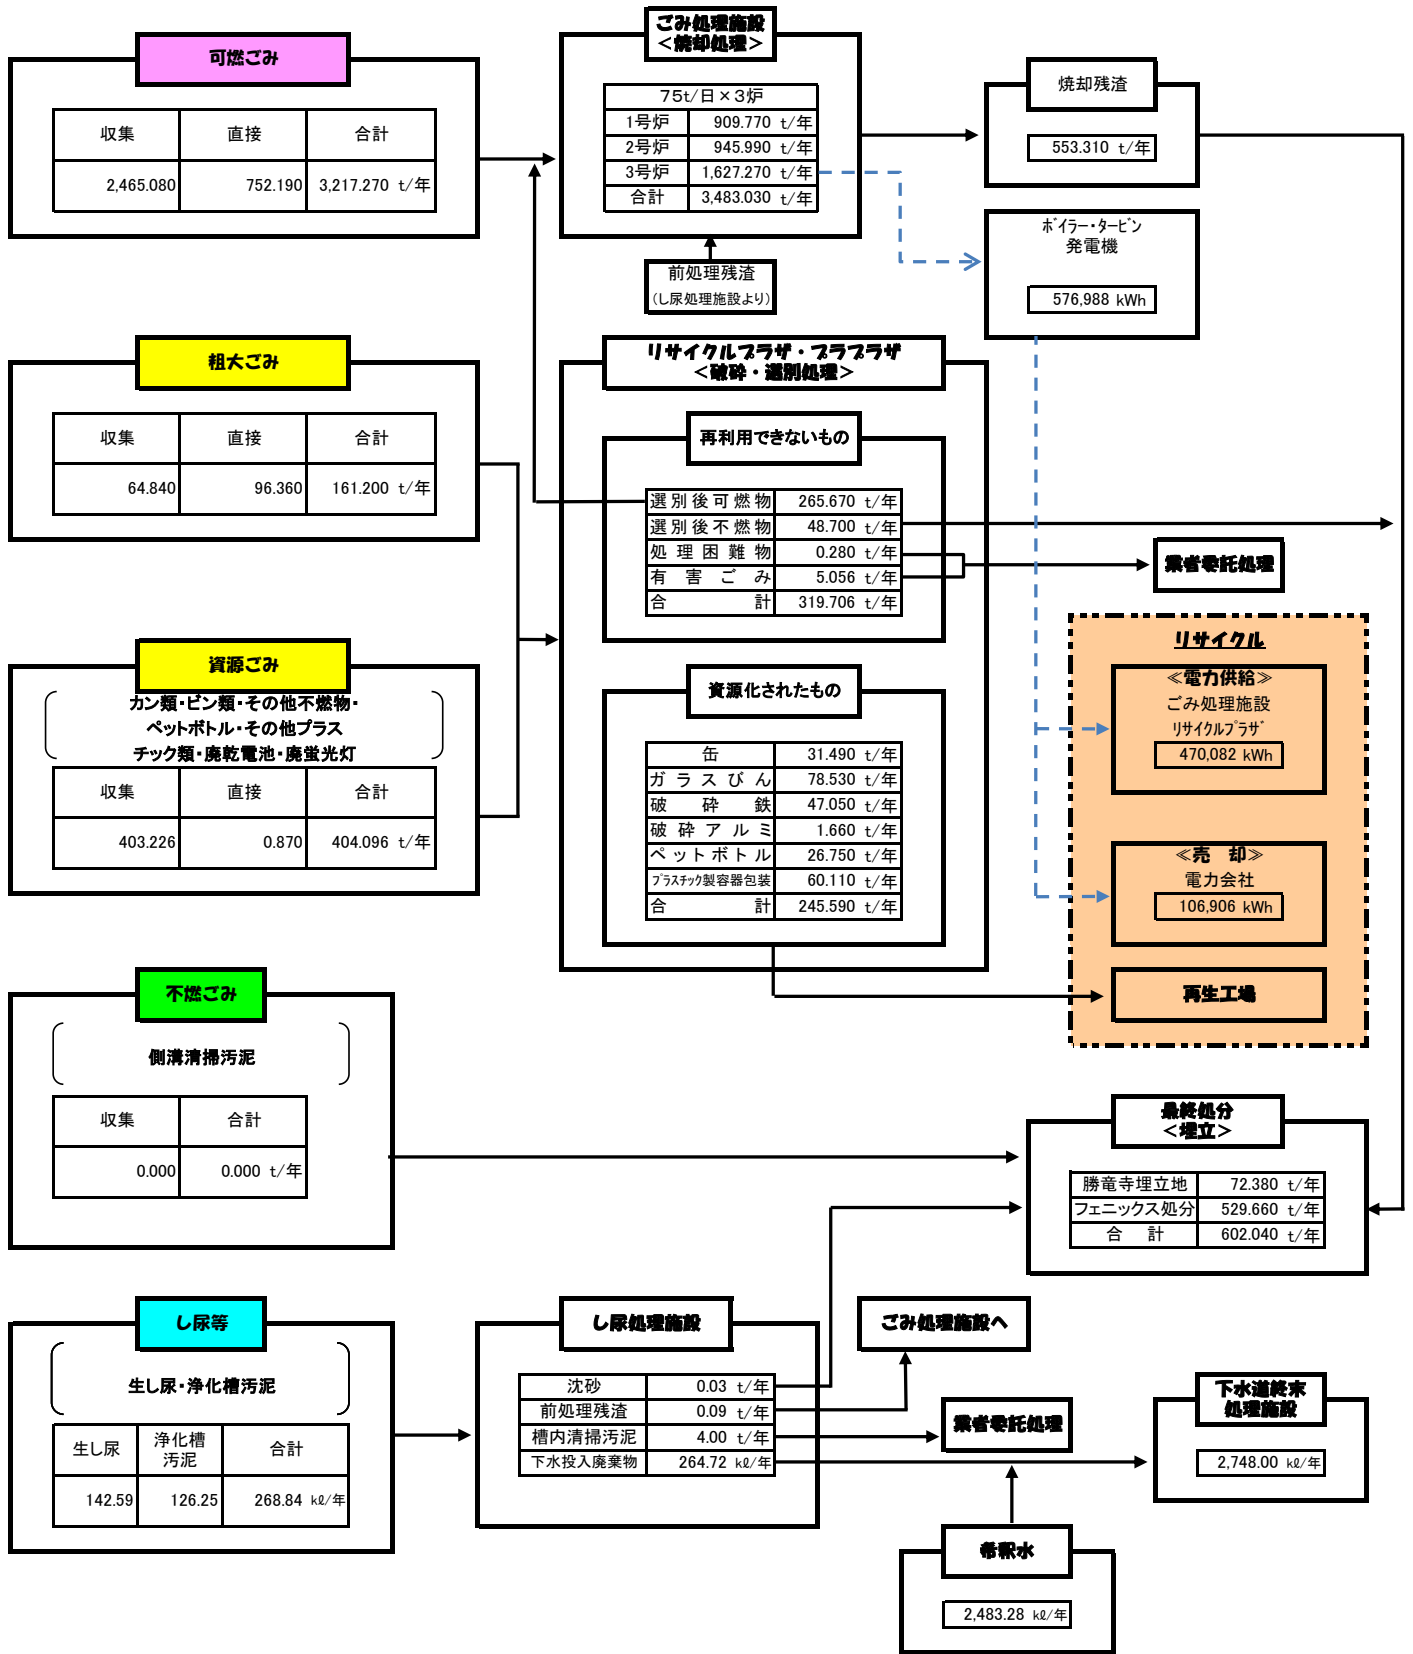 可燃ごみ
収集 直接 合計
2,465.080 752.190 3,217.270 t/年
ごみ処理施設
＜焼却処理＞
75t/日×3炉
1号炉 909.770 t/年
2号炉 945.990 t/年
3号炉 1,627.270 t/年
合計 3,483.030 t/年
前処理残渣
(し尿処理施設より)
焼却残渣
553.310 t/年
ボイラー・タービン
発電機
576,988 kWh
粗大ごみ
収集 直接 合計
64.840 96.360 161.200 t/年
リサイクルプラザ・プラプラザ
＜破砕・選別処理＞
再利用できないもの
選別後可燃物 265.670 t/年
選別後不燃物 48.700 t/年
処理困難物 0.280 t/年
有害ごみ 5.056 t/年
合計 319.706 t/年
業者委託処理
資源ごみ
カン類・ビン類・その他不燃物・
ペットボトル・その他プラス
チック類・廃乾電池・廃蛍光灯
収集 直接 合計
403.226 0.870 404.096 t/年
資源化されたもの
缶 31.490 t/年
ガラスびん 78.530 t/年
破砕鉄 47.050 t/年
破砕アルミ 1.660 t/年
ペットボトル 26.750 t/年
プラスチック製容器包装 60.110 t/年
合計 245.590 t/年
リサイクル
≪電力供給≫
ごみ処理施設
リサイクルプラザ
470,082 kWh
≪売 却≫
電力会社
106,906 kWh
再生工場
不燃ごみ
側溝清掃汚泥
収集 合計
0.000 0.000 t/年
最終処分
＜埋立＞
勝竜寺埋立地 72.380 t/年
フェニックス処分 529.660 t/年
合 計 602.040 t/年
し尿等
生し尿・浄化槽汚泥
生し尿 浄化槽汚泥 合計
142.59 126.25 268.84 kℓ/年
し尿処理施設
沈砂 0.03 t/年
前処理残渣 0.09 t/年
槽内清掃汚泥 4.00 t/年
下水投入廃棄物 264.72 kℓ/年
ごみ処理施設へ
業者委託処理
下水道終末
処理施設
2,748.00 kℓ/年
希釈水
2,483.28 kℓ/年